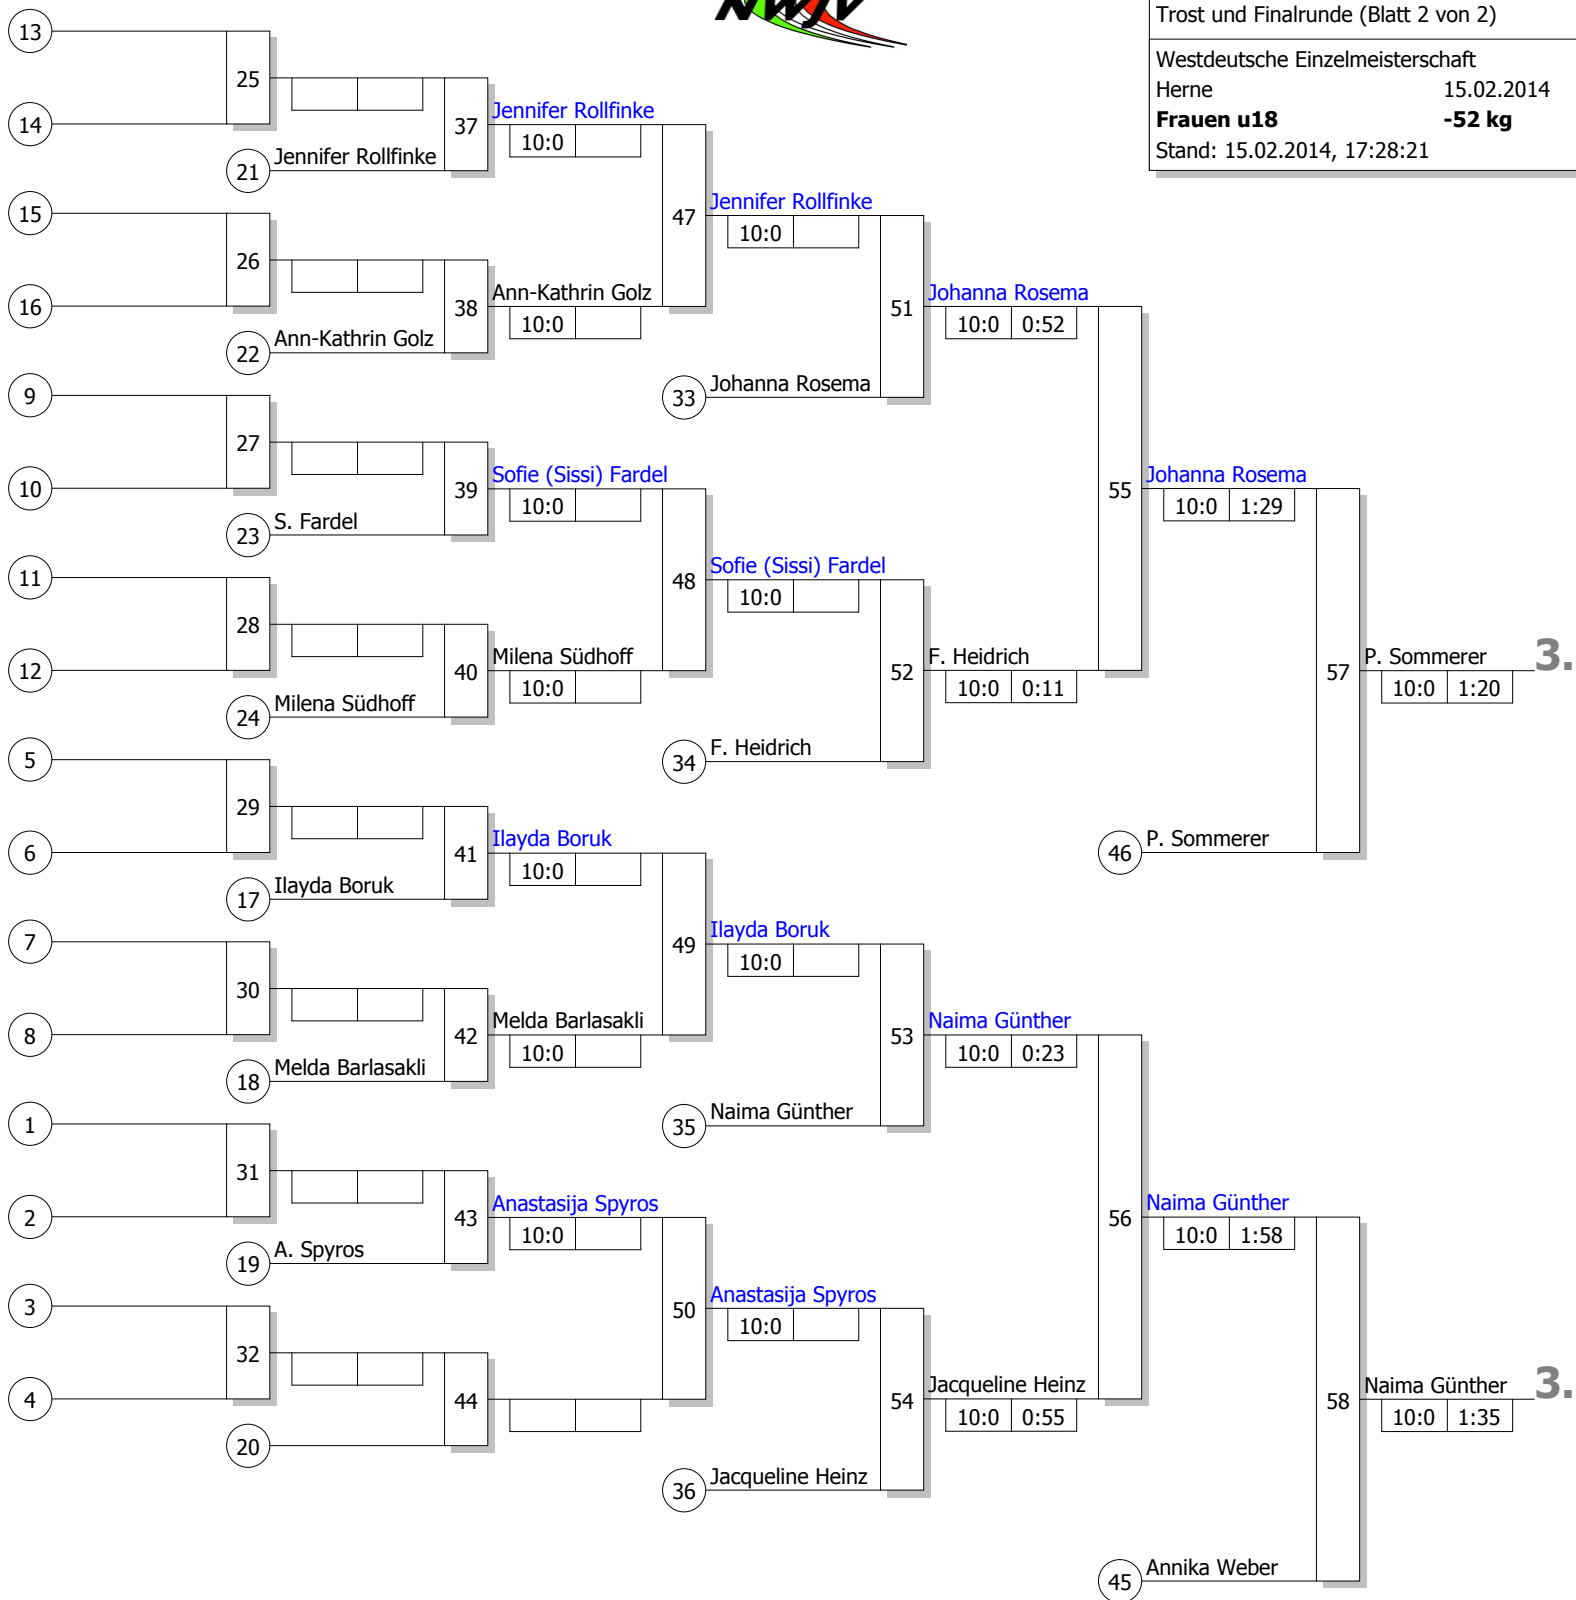 NWJV
Trost und Finalrunde (Blatt 2 von 2)
Westdeutsche Einzelmeisterschaft
Herne 15.02.2014
Frauen u18 -52 kg
Stand: 15.02.2014, 17:28:21
13
25
14
37
Jennifer Rollfinke
10:0
21
Jennifer Rollfinke
15
47
Jennifer Rollfinke
10:0
26
16
38
Ann-Kathrin Golz
10:0
22
Ann-Kathrin Golz
51
Johanna Rosema
10:0 0:52
33
Johanna Rosema
9
27
10
39
Sofie (Sissi) Fardel
10:0
23
S. Fardel
55
Johanna Rosema
10:0 1:29
11
48
Sofie (Sissi) Fardel
10:0
28
12
40
Milena Südhoff
10:0
24
Milena Südhoff
52
F. Heidrich
10:0 0:11
34
F. Heidrich
57
P. Sommerer
3.
10:0 1:20
5
29
6
41
Ilayda Boruk
10:0
46
P. Sommerer
17
Ilayda Boruk
7
49
Ilayda Boruk
10:0
30
8
42
Melda Barlasakli
10:0
18
Melda Barlasakli
53
Naima Günther
10:0 0:23
35
Naima Günther
1
31
2
43
Anastasija Spyros
10:0
19
A. Spyros
56
Naima Günther
10:0 1:58
3
50
Anastasija Spyros
10:0
32
4
44
20
54
Jacqueline Heinz
10:0 0:55
36
Jacqueline Heinz
58
Naima Günther
3.
10:0 1:35
45
Annika Weber